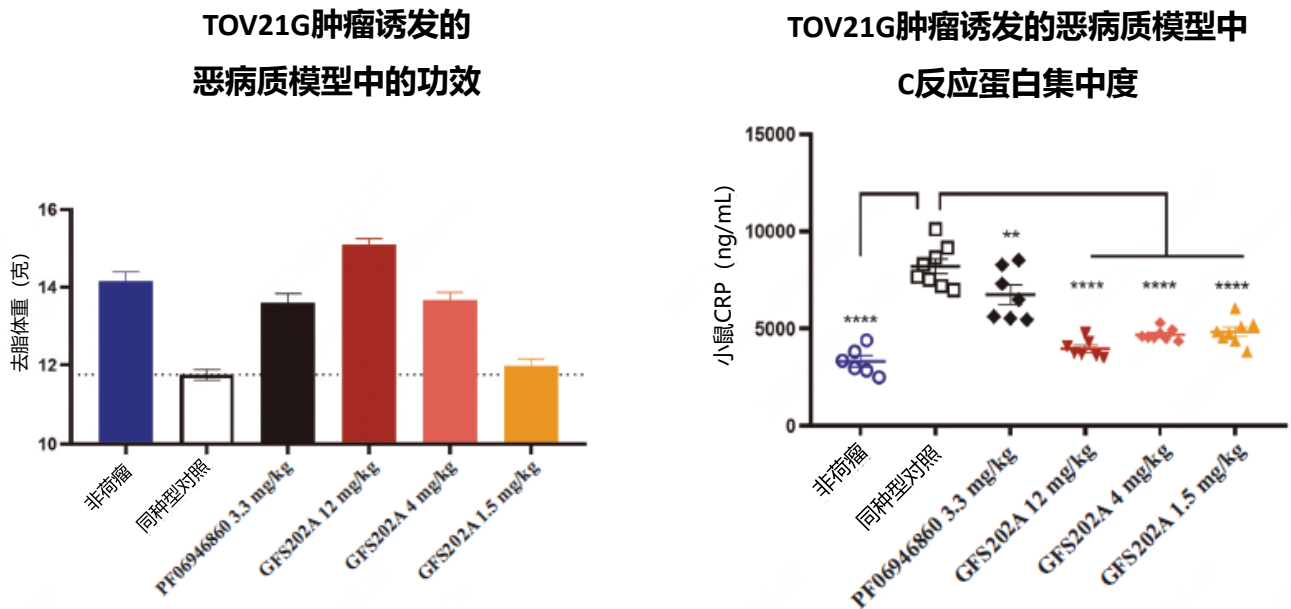 TOV21G肿瘤诱发的
恶病质模型中的功效
去脂体重（克）
16
14
12
10
非荷瘤
同种型对照
PF06946860 3.3 mg/kg
GFS202A 12 mg/kg
GFS202A 4 mg/kg
GFS202A 1.5 mg/kg
TOV21G肿瘤诱发的恶病质模型中
C反应蛋白集中度
小鼠CRP（ng/mL）
15000
10000
5000
0
****
**
****
****
****
非荷瘤
同种型对照
PF06946860 3.3 mg/kg
GFS202A 12 mg/kg
GFS202A 4 mg/kg
GFS202A 1.5 mg/kg